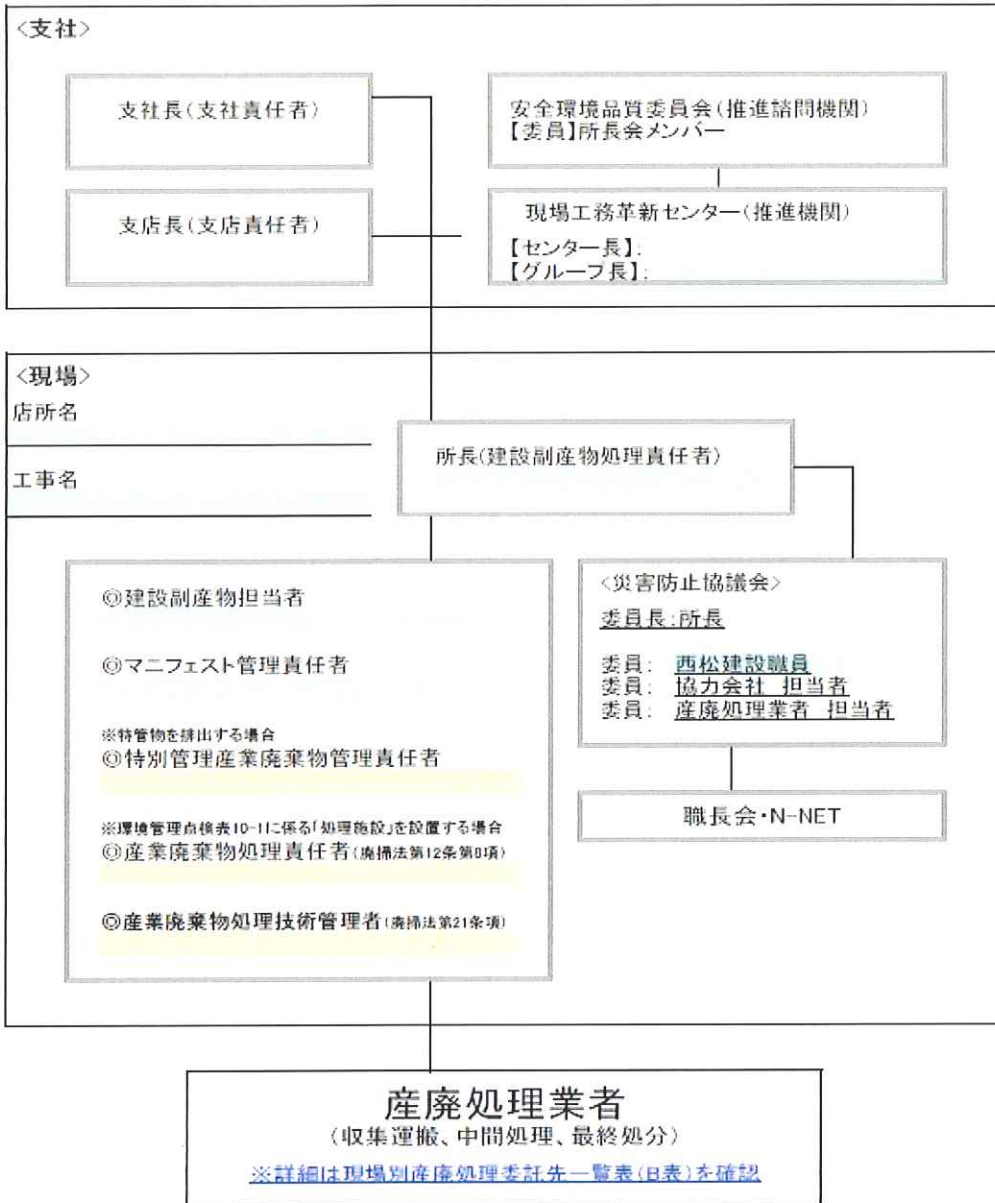 <支社>
支社長(支社責任者)
安全環境品質委員会(推進諮問機関)
【委員】所長会メンバー
支店長(支店責任者)
現場工務革新センター(推進機関)
【センター長】:
【グループ長】:
<現場>
店所名
工事名
所長(建設副産物処理責任者)
◎建設副産物担当者
◎マニフェスト管理責任者
※特管物を排出する場合
◎特別管理産業廃棄物管理責任者
※環境管理点検表10-1に係る「処理施設」を設置する場合
◎産業廃棄物処理責任者(廃掃法第12条第8項)
◎産業廃棄物処理技術管理者(廃掃法第21条項)
<災害防止協議会>
委員長:所長
委員: 西松建設職員
委員: 協力会社 担当者
委員: 産廃処理業者 担当者
職長会・N-NET
産廃処理業者
(収集運搬、中間処理、最終処分)
※詳細は現場別産廃処理委託先一覧表(B表)を確認